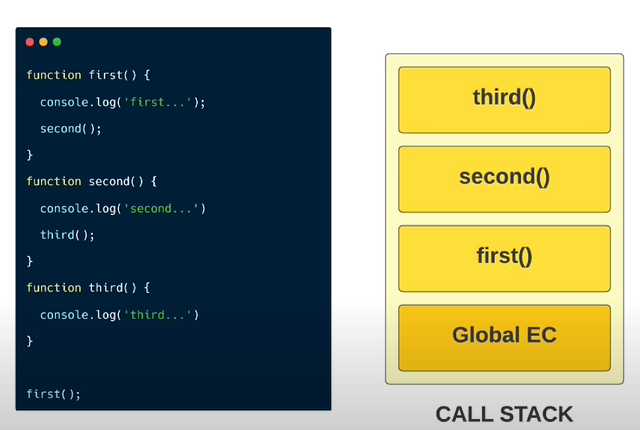 function first() {
console.log('first...');
second();
}
function second() {
console.log('second...')
third();
}
function third() {
console.log('third...')
}
first();
third()
second()
first()
Global EC
CALL STACK